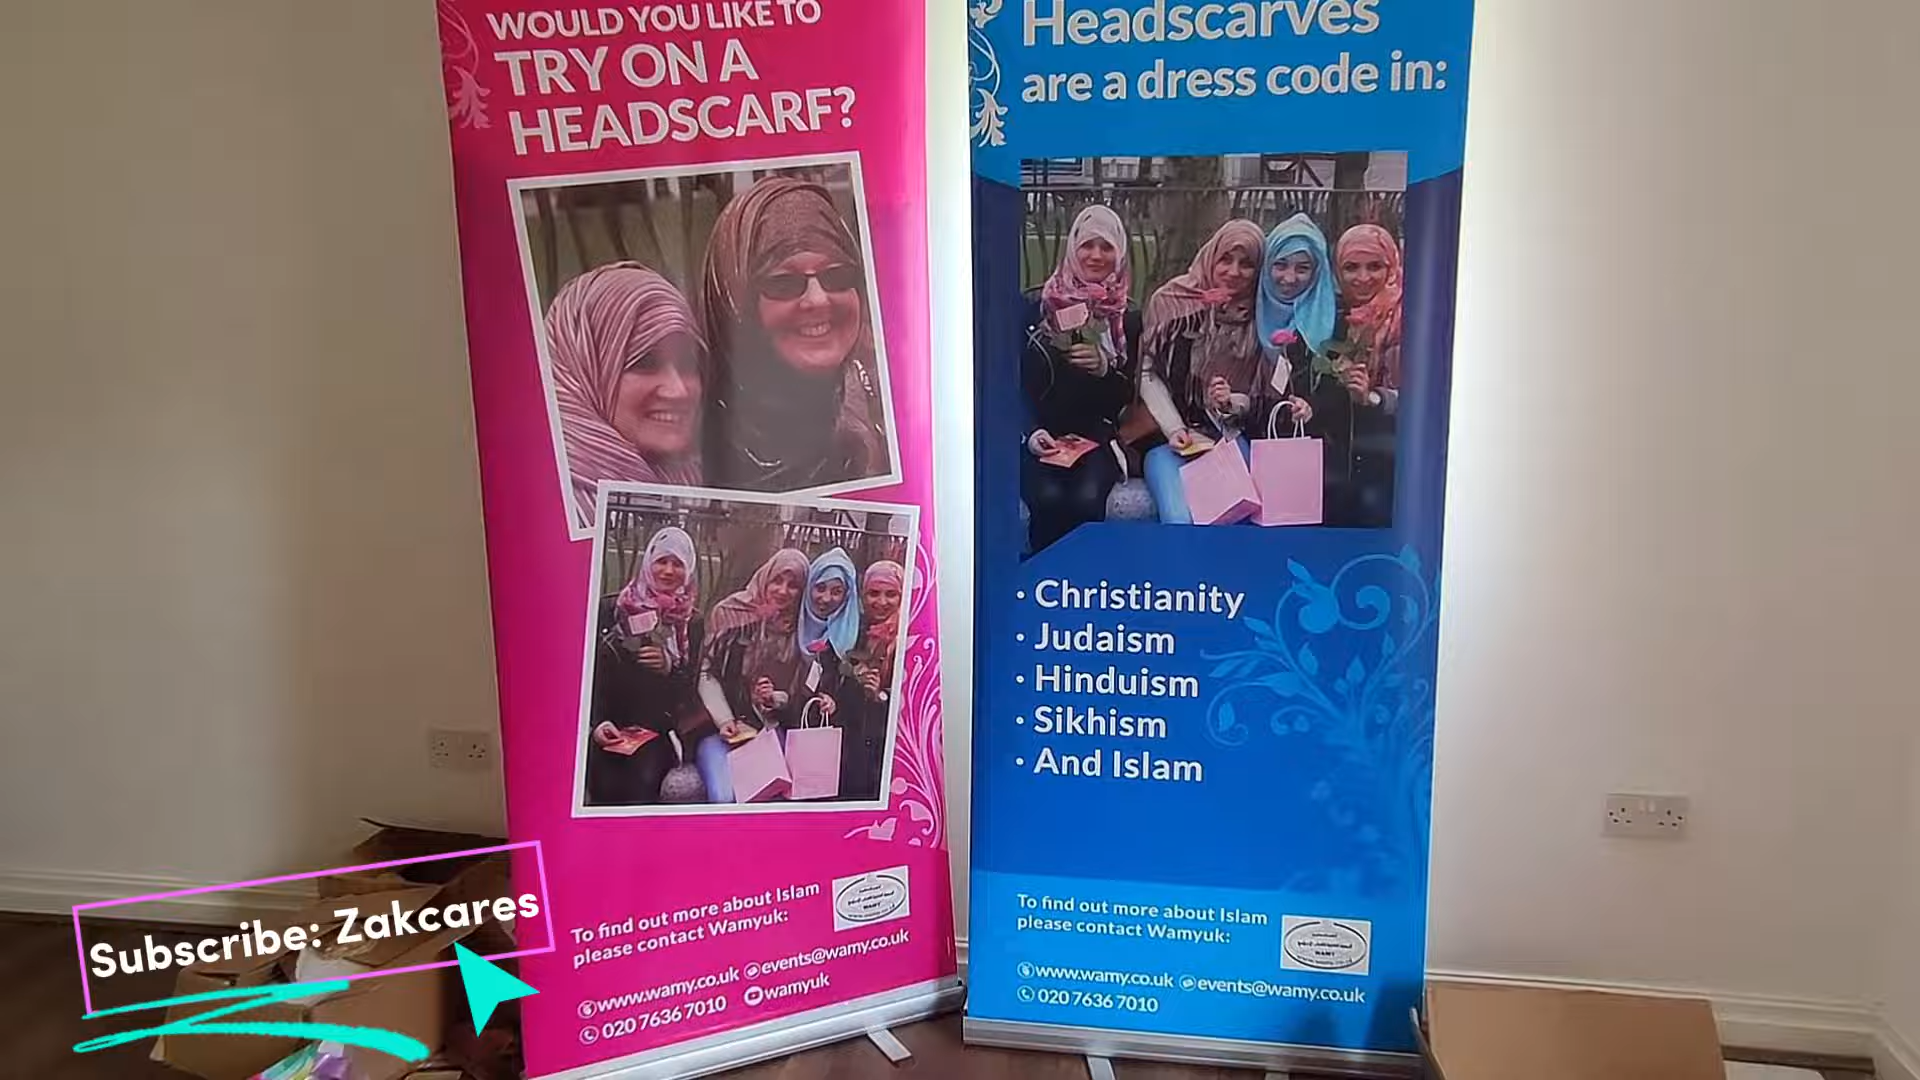 WOULD YOU LIKE TO
TRY ON A
HEADSCARF?
To find out more about Islam
please contact Wamyuk:
www.wamy.co.uk events@wamy.co.uk
020 7636 7010 wamyuk
WAMY
Headscarves
are a dress code in:
• Christianity
• Judaism
• Hinduism
• Sikhism
• And Islam
To find out more about Islam
please contact Wamyuk:
www.wamy.co.uk events@wamy.co.uk
020 7636 7010
WAMY
Subscribe: Zakcares